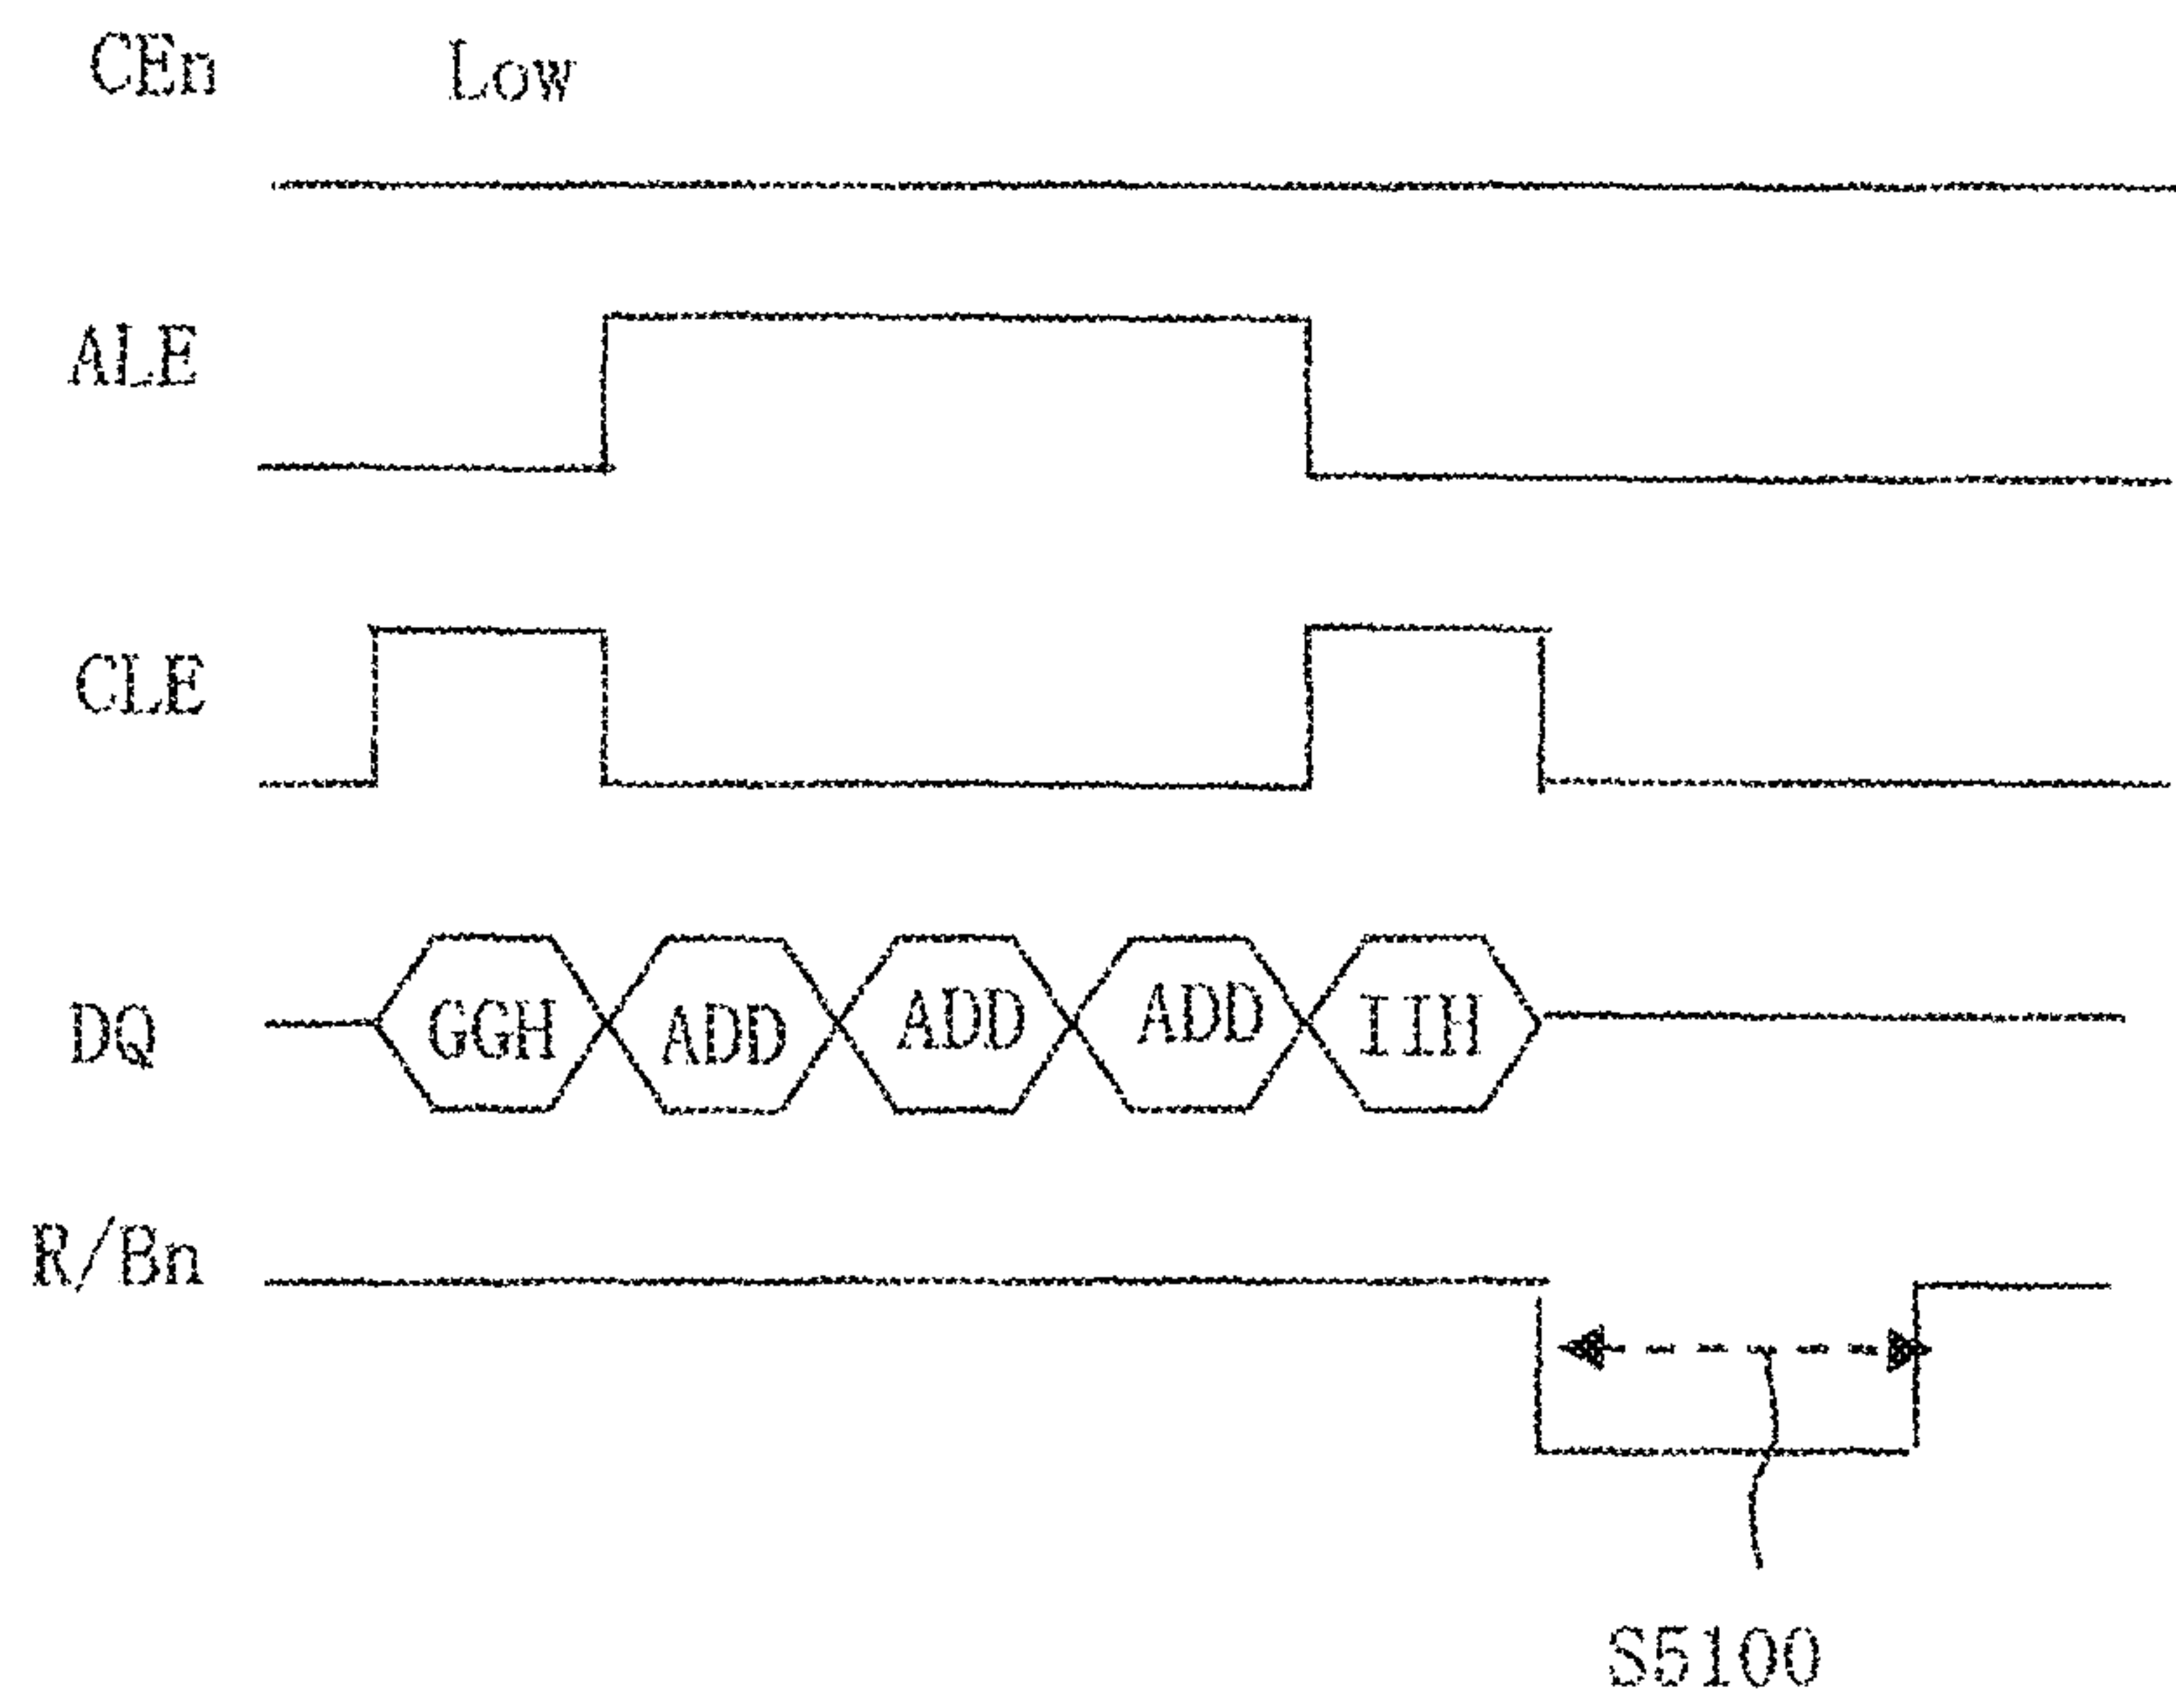 CEn Low
ALE
CLE
DQ GGH ADD ADD ADD IIH
R/Bn
S5100